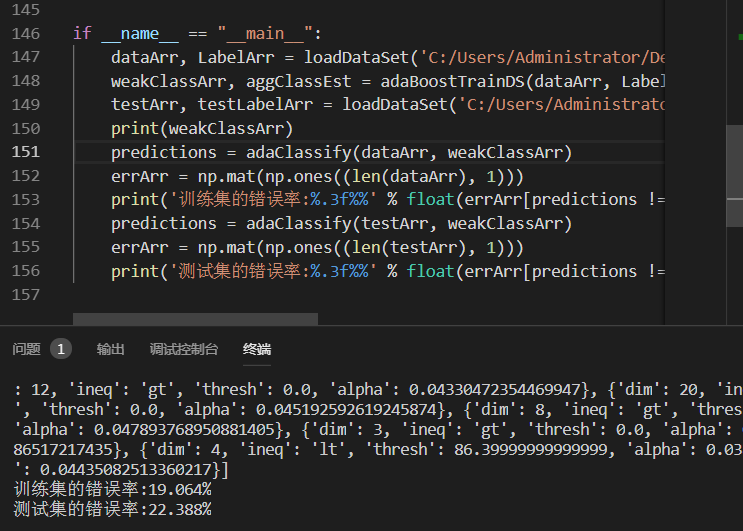 145
146 if __name__ == "__main__":
147 dataArr, LabelArr = loadDataSet('C:/Users/Administrator/De
148 weakClassArr, aggClassEst = adaBoostTrainDS(dataArr, Label
149 testArr, testLabelArr = loadDataSet('C:/Users/Administrato
150 print(weakClassArr)
151 predictions = adaClassify(dataArr, weakClassArr)
152 errArr = np.mat(np.ones((len(dataArr), 1)))
153 print('训练集的错误率:%.3f%%' % float(errArr[predictions !=
154 predictions = adaClassify(testArr, weakClassArr)
155 errArr = np.mat(np.ones((len(testArr), 1)))
156 print('测试集的错误率:%.3f%%' % float(errArr[predictions !=
157
问题 1 输出 调试控制台 终端
: 12, 'ineq': 'gt', 'thresh': 0.0, 'alpha': 0.04330472354469947}, {'dim': 20, 'in
', 'thresh': 0.0, 'alpha': 0.045192592619245874}, {'dim': 8, 'ineq': 'gt', 'thres
'alpha': 0.047893768950881405}, {'dim': 3, 'ineq': 'gt', 'thresh': 0.0, 'alpha':
86517217435}, {'dim': 4, 'ineq': 'lt', 'thresh': 86.39999999999999, 'alpha': 0.03
': 0.04435082513360217}]
训练集的错误率:19.064%
测试集的错误率:22.388%